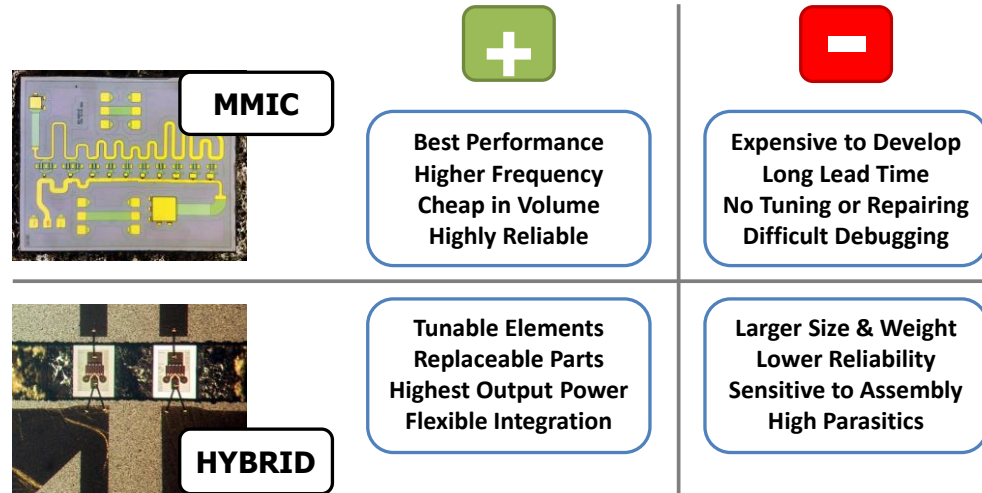 +
-
MMIC
Best Performance
Higher Frequency
Cheap in Volume
Highly Reliable
Expensive to Develop
Long Lead Time
No Tuning or Repairing
Difficult Debugging
HYBRID
Tunable Elements
Replaceable Parts
Highest Output Power
Flexible Integration
Larger Size & Weight
Lower Reliability
Sensitive to Assembly
High Parasitics